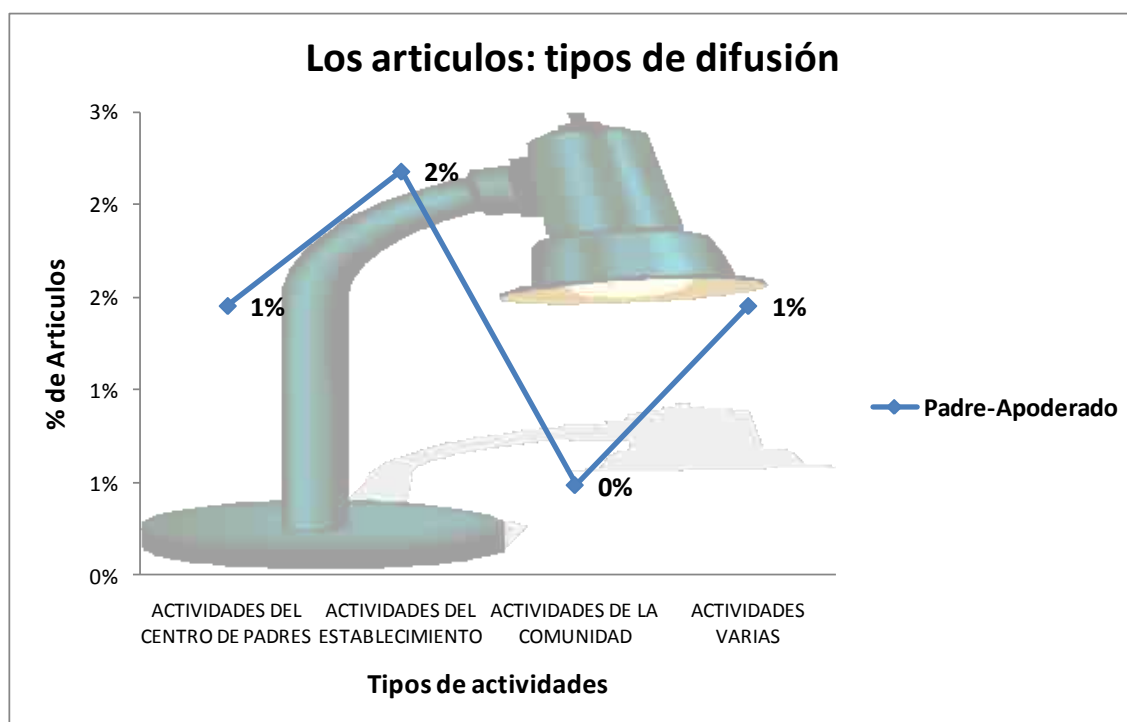 Los articulos: tipos de difusión
3%
2%
2%
1%
1%
0%
% de Articulos
1%
2%
0%
1%
Padre-Apoderado
ACTIVIDADES DEL
CENTRO DE PADRES
ACTIVIDADES DEL
ESTABLECIMIENTO
ACTIVIDADES DE LA
COMUNIDAD
ACTIVIDADES
VARIAS
Tipos de actividades